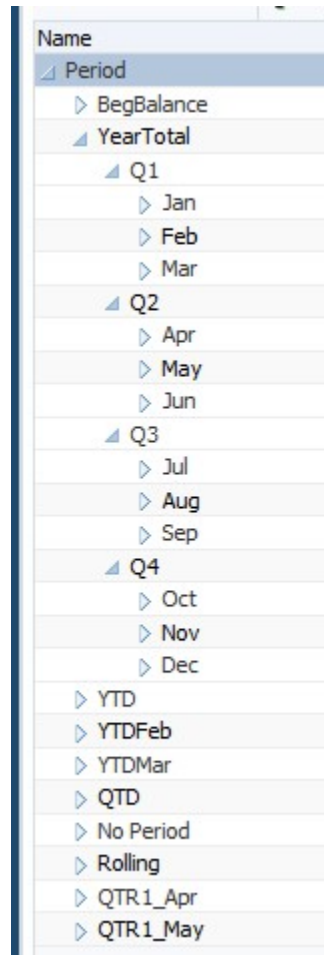 Name
Period
BegBalance
YearTotal
Q1
Jan
Feb
Mar
Q2
Apr
May
Jun
Q3
Jul
Aug
Sep
Q4
Oct
Nov
Dec
YTD
YTDFeb
YTDMar
QTD
No Period
Rolling
QTR1_Apr
QTR1_May